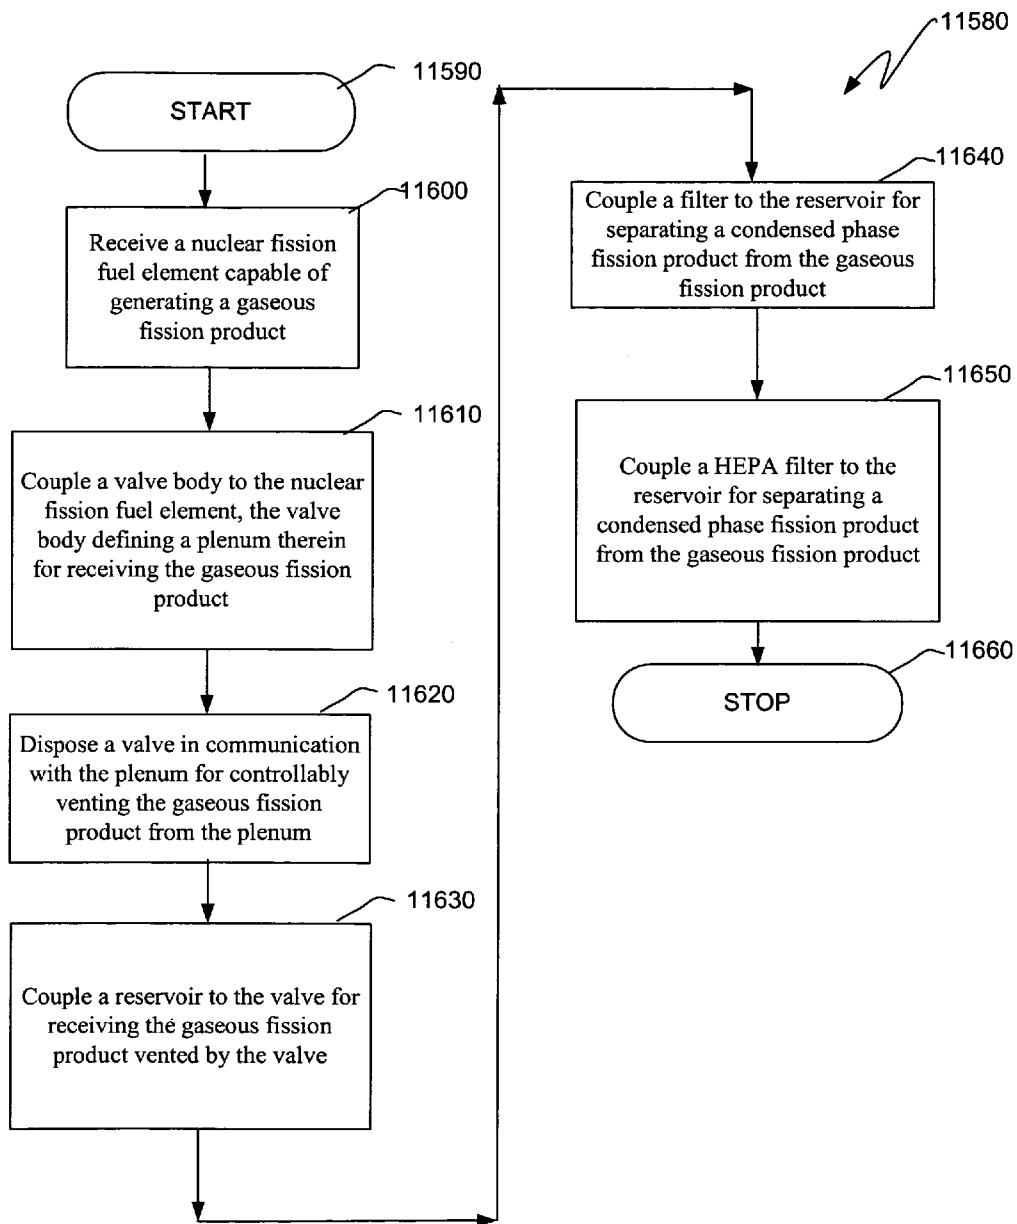 11580
11590
START
11600
Receive a nuclear fission
fuel element capable of
generating a gaseous
fission product
11610
Couple a valve body to the nuclear
fission fuel element, the valve
body defining a plenum therein
for receiving the gaseous fission
product
11620
Dispose a valve in communication
with the plenum for controllably
venting the gaseous fission
product from the plenum
11630
Couple a reservoir to the valve for
receiving the gaseous fission
product vented by the valve
11640
Couple a filter to the reservoir for
separating a condensed phase
fission product from the gaseous
fission product
11650
Couple a HEPA filter to the
reservoir for separating a
condensed phase fission product
from the gaseous fission product
11660
STOP